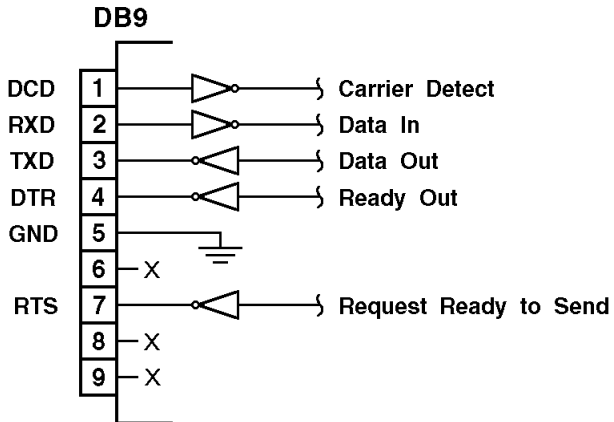 DB9
DCD 1 Carrier Detect
RXD 2 Data In
TXD 3 Data Out
DTR 4 Ready Out
GND 5
6 X
RTS 7 Request Ready to Send
8 X
9 X